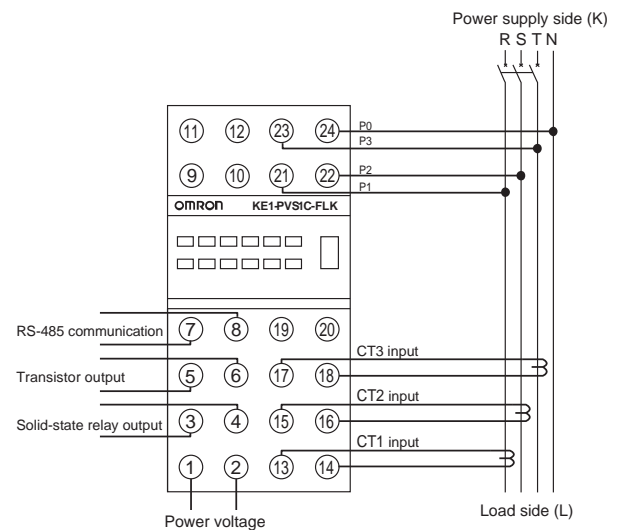 Power supply side (K)
R S T N
11 12 23 24 P0
P3
9 10 21 22 P2
P1
OMRON KE1-PVS1C-FLK
RS-485 communication 7 8 19 20
CT3 input
Transistor output 5 6 17 18
CT2 input
Solid-state relay output 3 4 15 16
CT1 input
1 2 13 14
Power voltage
Load side (L)